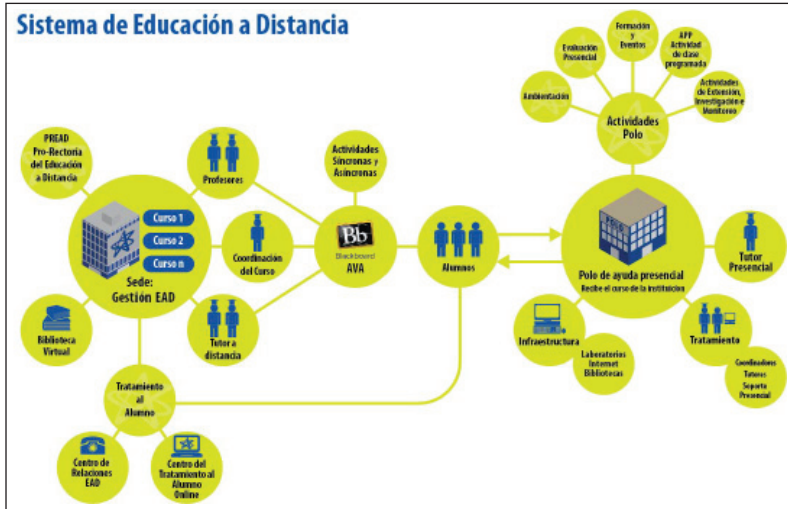 Sistema de Educación a Distancia
Formación
y
Eventos
APP
Actividad
de clase
programada
Evaluación
Presencial
Ambientación
Actividades
de Extensión,
Investigación e
Monitoreo
Actividades
Polo
PREAD
Pro-Rectoría
del Educación
a Distancia
Profesores
Actividades
Síncronas y
Asíncronas
Curso 1
Curso 2
Curso n
Sede:
Gestión EAD
Coordinación
del Curso
Bb
Blackboard
AVA
Alumnos
POLO
Polo de ayuda presencial
Recibe el curso de la instituicion
Tutor
Presencial
Biblioteca
Virtual
Tutor a
distancia
Infraestructura
Laboratorios
Internet
Bibliotecas
Tratamiento
Coordinadores
Tutores
Soporte
Presencial
Tratamiento
al
Alumno
Centro de
Relaciones
EAD
Centro del
Tratamiento al
Alumno
Online